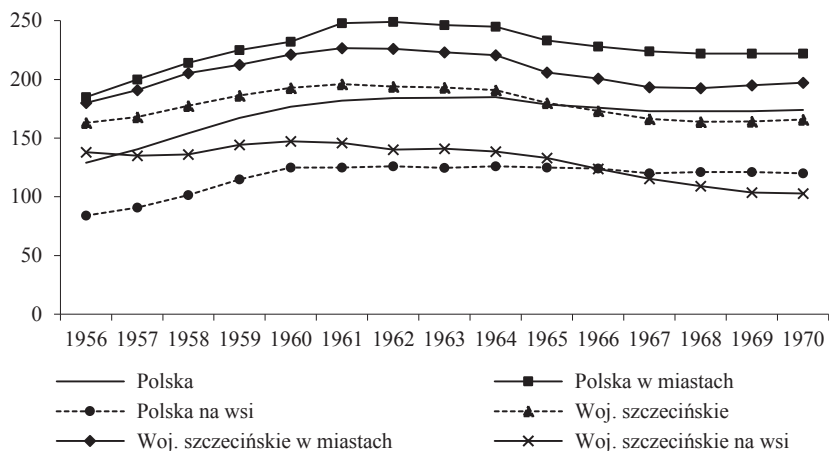 250
200
150
100
50
0
1956 1957 1958 1959 1960 1961 1962 1963 1964 1965 1966 1967 1968 1969 1970
Polska Polska w miastach
Polska na wsi Woj. szczecińskie
Woj. szczecińskie w miastach Woj. szczecińskie na wsi